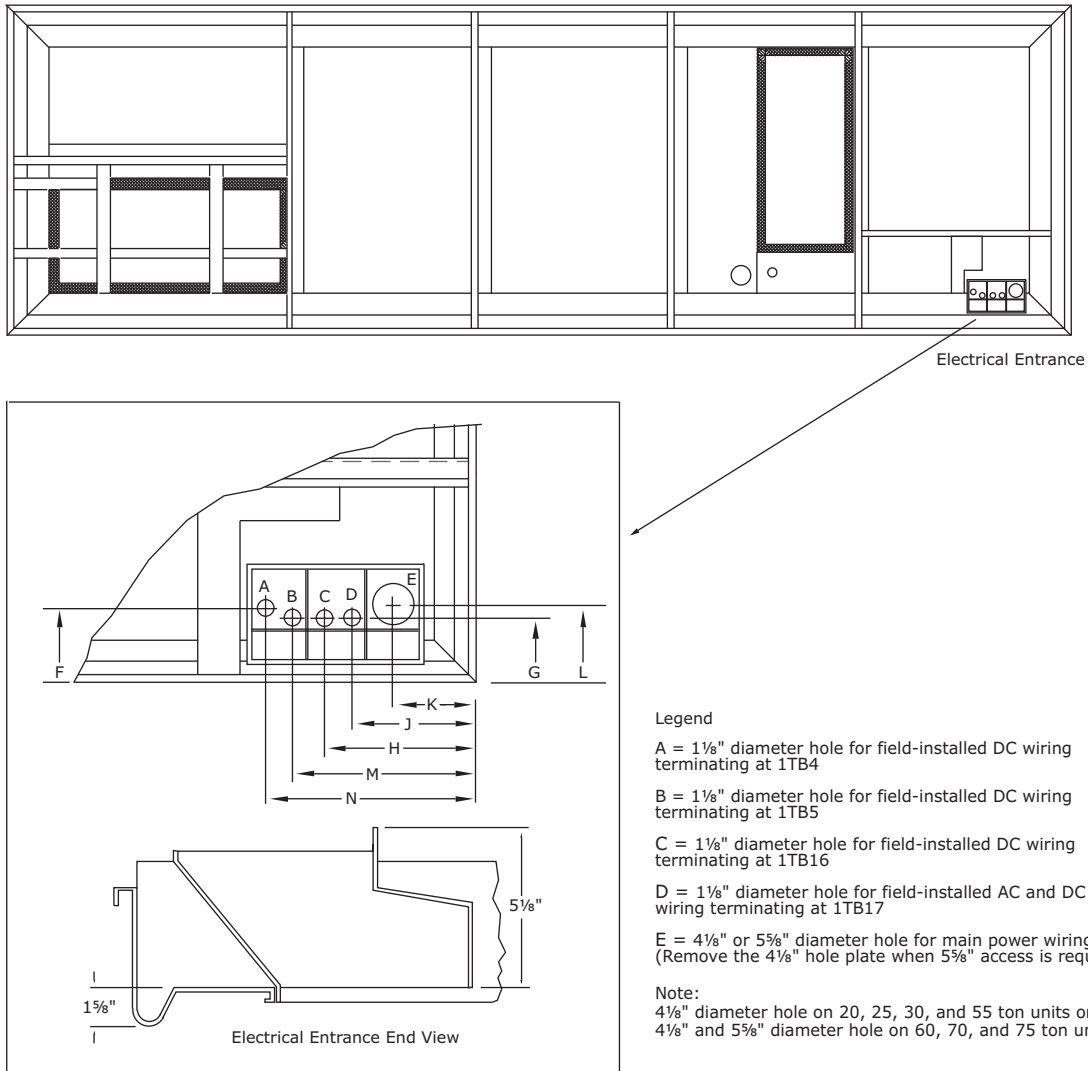 Electrical Entrance
A
B
C
D
E
F
G
L
K
J
H
M
N
5⅛"
1⅝"
Electrical Entrance End View
Legend
A = 1⅛" diameter hole for field-installed DC wiring
terminating at 1TB4
B = 1⅛" diameter hole for field-installed DC wiring
terminating at 1TB5
C = 1⅛" diameter hole for field-installed DC wiring
terminating at 1TB16
D = 1⅛" diameter hole for field-installed AC and DC
wiring terminating at 1TB17
E = 4⅛" or 5⅝" diameter hole for main power wiring
(Remove the 4⅛" hole plate when 5⅝" access is
Note:
4⅛" diameter hole on 20, 25, 30, and 55 ton units
4⅛" and 5⅝" diameter hole on 60, 70, and 75 ton